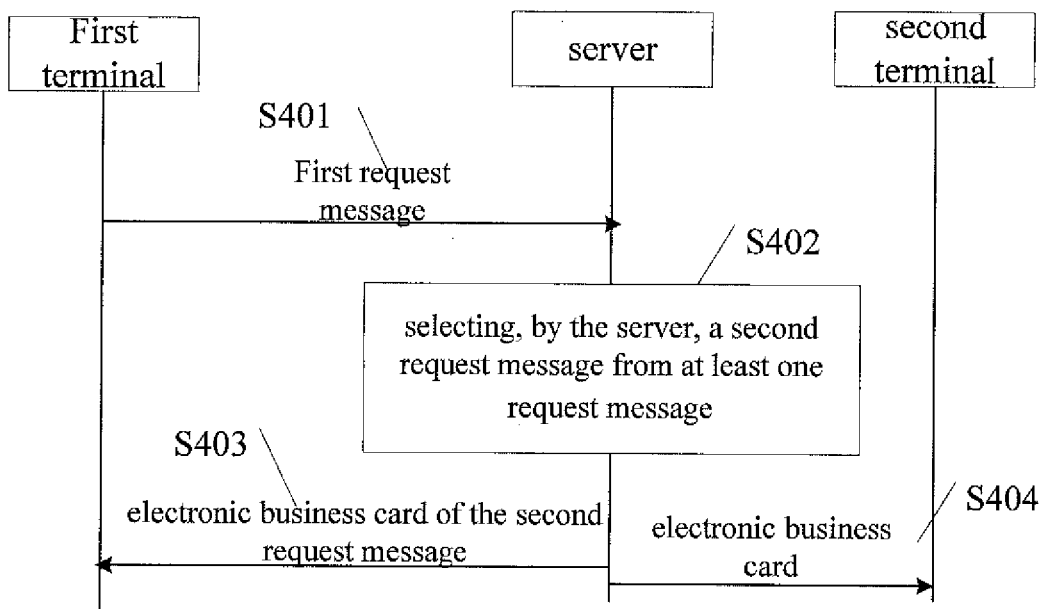 First
terminal
server
second
terminal
S401
First request
message
S402
selecting, by the server, a second
request message from at least one
request message
S403
electronic business card of the second
request message
S404
electronic business
card